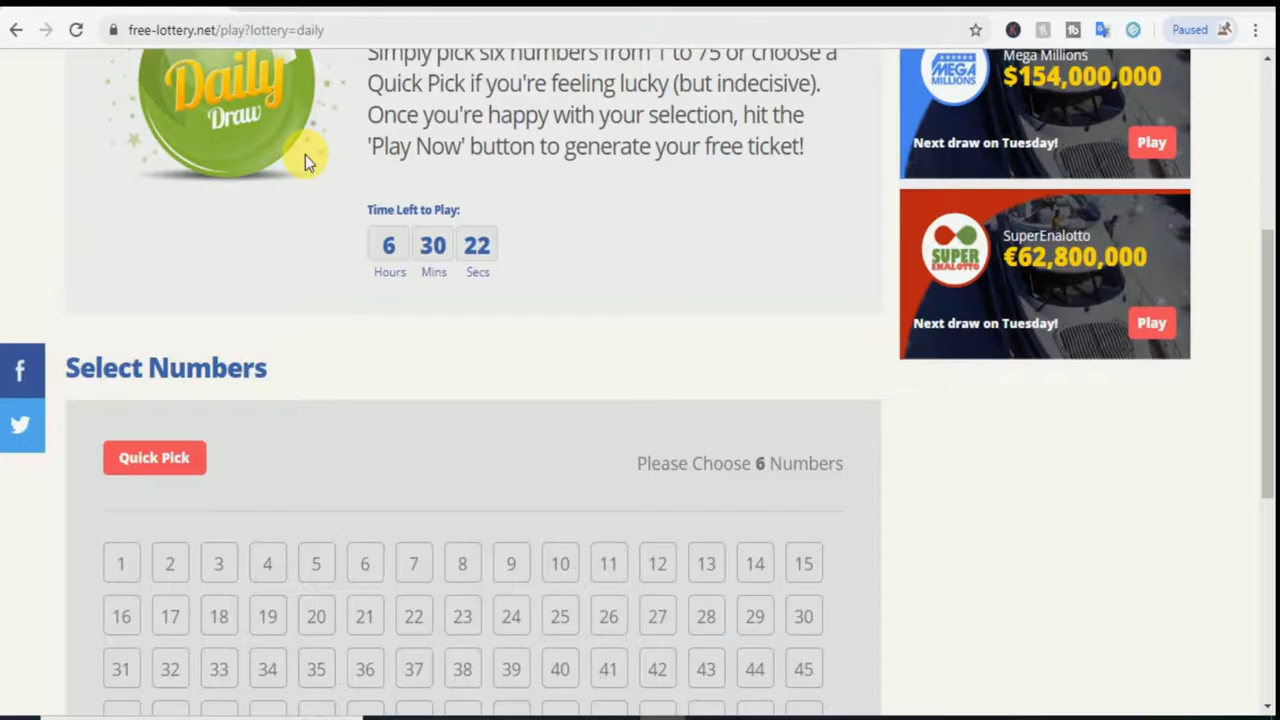 free-lottery.net/play?lottery=daily
Paused
Daily
Draw
Simply pick six numbers from 1 to 75 or choose a
Quick Pick if you're feeling lucky (but indecisive).
Once you're happy with your selection, hit the
'Play Now' button to generate your free ticket!
Time Left to Play:
6 30 22
Hours Mins Secs
MEGA
MILLIONS
Mega Millions
$154,000,000
Next draw on Tuesday!
Play
SUPER
ENALOTTO
SuperEnalotto
€62,800,000
Next draw on Tuesday!
Play
Select Numbers
Quick Pick
Please Choose 6 Numbers
1 2 3 4 5 6 7 8 9 10 11 12 13 14 15
16 17 18 19 20 21 22 23 24 25 26 27 28 29 30
31 32 33 34 35 36 37 38 39 40 41 42 43 44 45